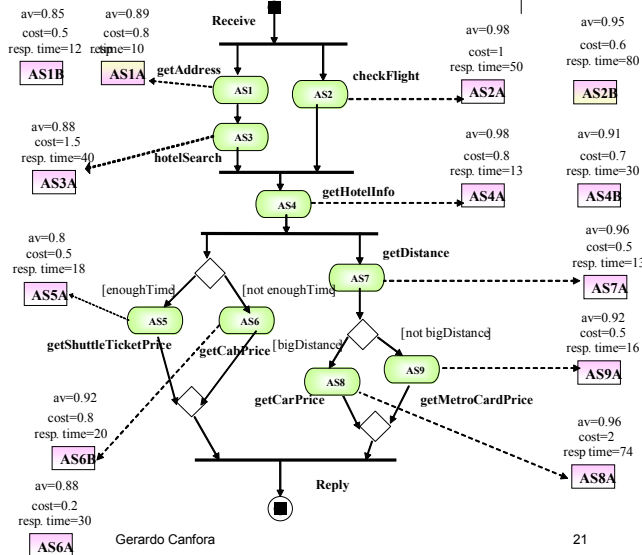 av=0.85
cost=0.5
resp. time=12
AS1B
av=0.89
cost=0.8
time=10
AS1A
Receive
getAddress
AS1
AS2
checkFlight
av=0.98
cost=1
resp. time=50
AS2A
av=0.95
cost=0.6
resp. time=80
AS2B
av=0.88
cost=1.5
resp. time=40
AS3A
AS3
hotelSearch
AS4
getHotelInfo
av=0.98
cost=0.8
resp. time=13
AS4A
av=0.91
cost=0.7
resp. time=30
AS4B
av=0.8
cost=0.5
resp. time=18
AS5A
[enoughTime]
[not enoughTime]
AS5
AS6
getShuttleTicketPrice
getCabPrice
getDistance
AS7
av=0.96
cost=0.5
resp. time=13
AS7A
[bigDistance]
[not bigDistance]
AS8
AS9
getCarPrice
getMetroCardPrice
av=0.92
cost=0.5
resp. time=16
AS9A
av=0.92
cost=0.8
resp. time=20
AS6B
av=0.96
cost=2
resp time=74
AS8A
Reply
av=0.88
cost=0.2
resp. time=30
AS6A
Gerardo Canfora
21